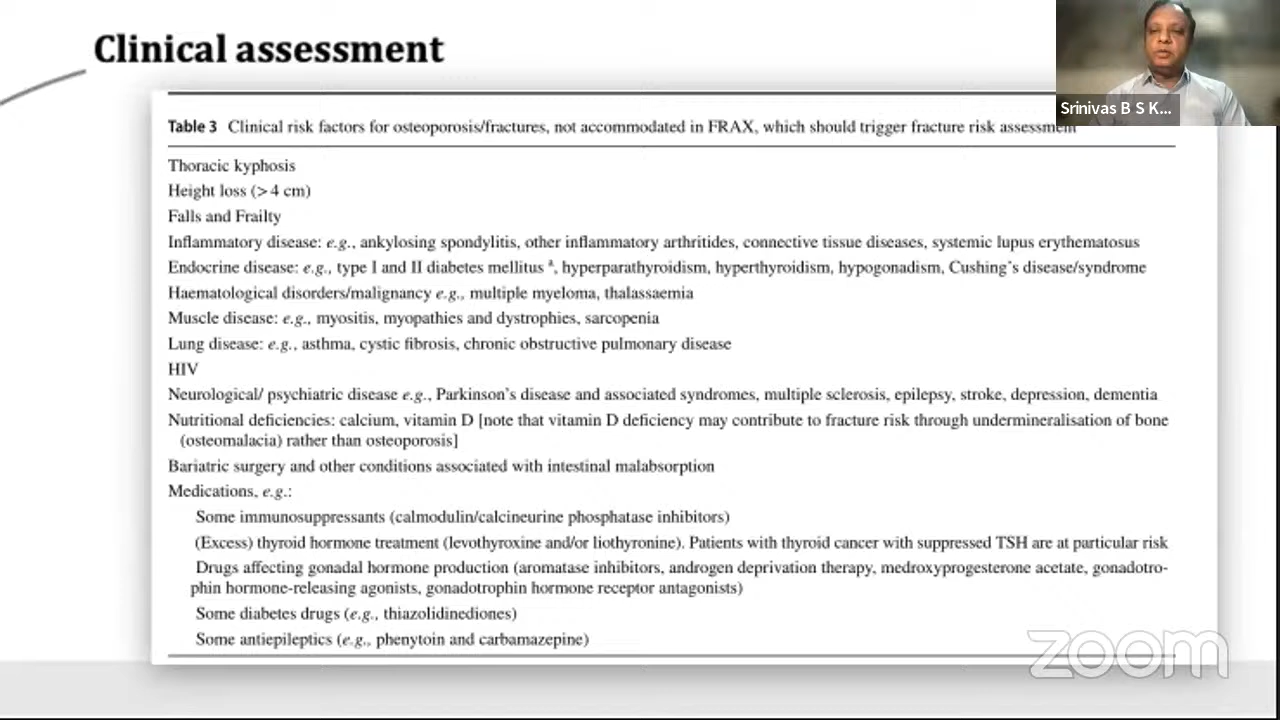 Clinical assessment
Srinivas B S K...
Table 3 Clinical risk factors for osteoporosis/fractures, not accommodated in FRAX, which should trigger fracture risk assessment
Thoracic kyphosis
Height loss (>4 cm)
Falls and Frailty
Inflammatory disease: e.g., ankylosing spondylitis, other inflammatory arthritides, connective tissue diseases, systemic lupus erythematosus
Endocrine disease: e.g., type I and II diabetes mellitus ª, hyperparathyroidism, hyperthyroidism, hypogonadism, Cushing's disease/syndrome
Haematological disorders/malignancy e.g., multiple myeloma, thalassaemia
Muscle disease: e.g., myositis, myopathies and dystrophies, sarcopenia
Lung disease: e.g., asthma, cystic fibrosis, chronic obstructive pulmonary disease
HIV
Neurological/ psychiatric disease e.g., Parkinson's disease and associated syndromes, multiple sclerosis, epilepsy, stroke, depression, dementia
Nutritional deficiencies: calcium, vitamin D [note that vitamin D deficiency may contribute to fracture risk through undermineralisation of bone
(osteomalacia) rather than osteoporosis]
Bariatric surgery and other conditions associated with intestinal malabsorption
Medications, e.g.:
Some immunosuppressants (calmodulin/calcineurine phosphatase inhibitors)
(Excess) thyroid hormone treatment (levothyroxine and/or liothyronine). Patients with thyroid cancer with suppressed TSH are at particular risk
Drugs affecting gonadal hormone production (aromatase inhibitors, androgen deprivation therapy, medroxyprogesterone acetate, gonadotro-
phin hormone-releasing agonists, gonadotrophin hormone receptor antagonists)
Some diabetes drugs (e.g., thiazolidinediones)
Some antiepileptics (e.g., phenytoin and carbamazepine)
zoom